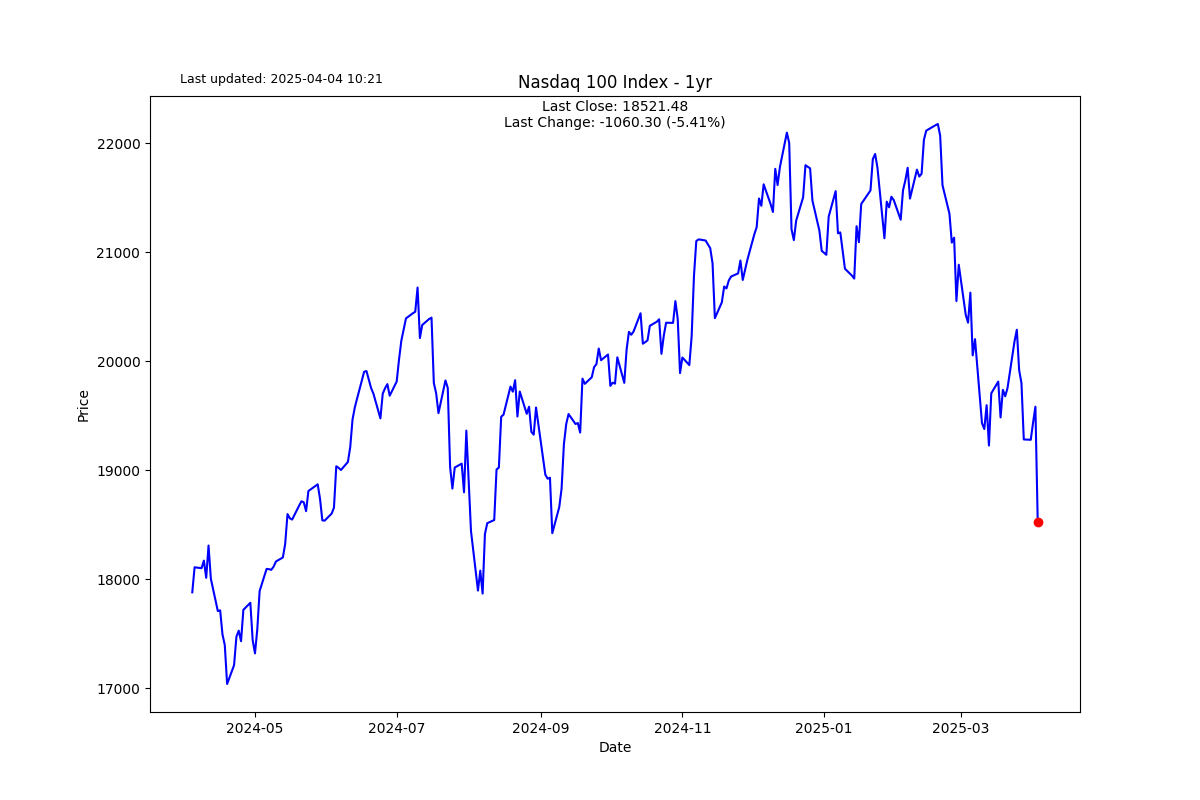 Last updated: 2025-04-04 10:21
Nasdaq 100 Index - 1yr
Last Close: 18521.48
Last Change: -1060.30 (-5.41%)
Price
22000
21000
20000
19000
18000
17000
2024-05 2024-07 2024-09 2024-11 2025-01 2025-03
Date